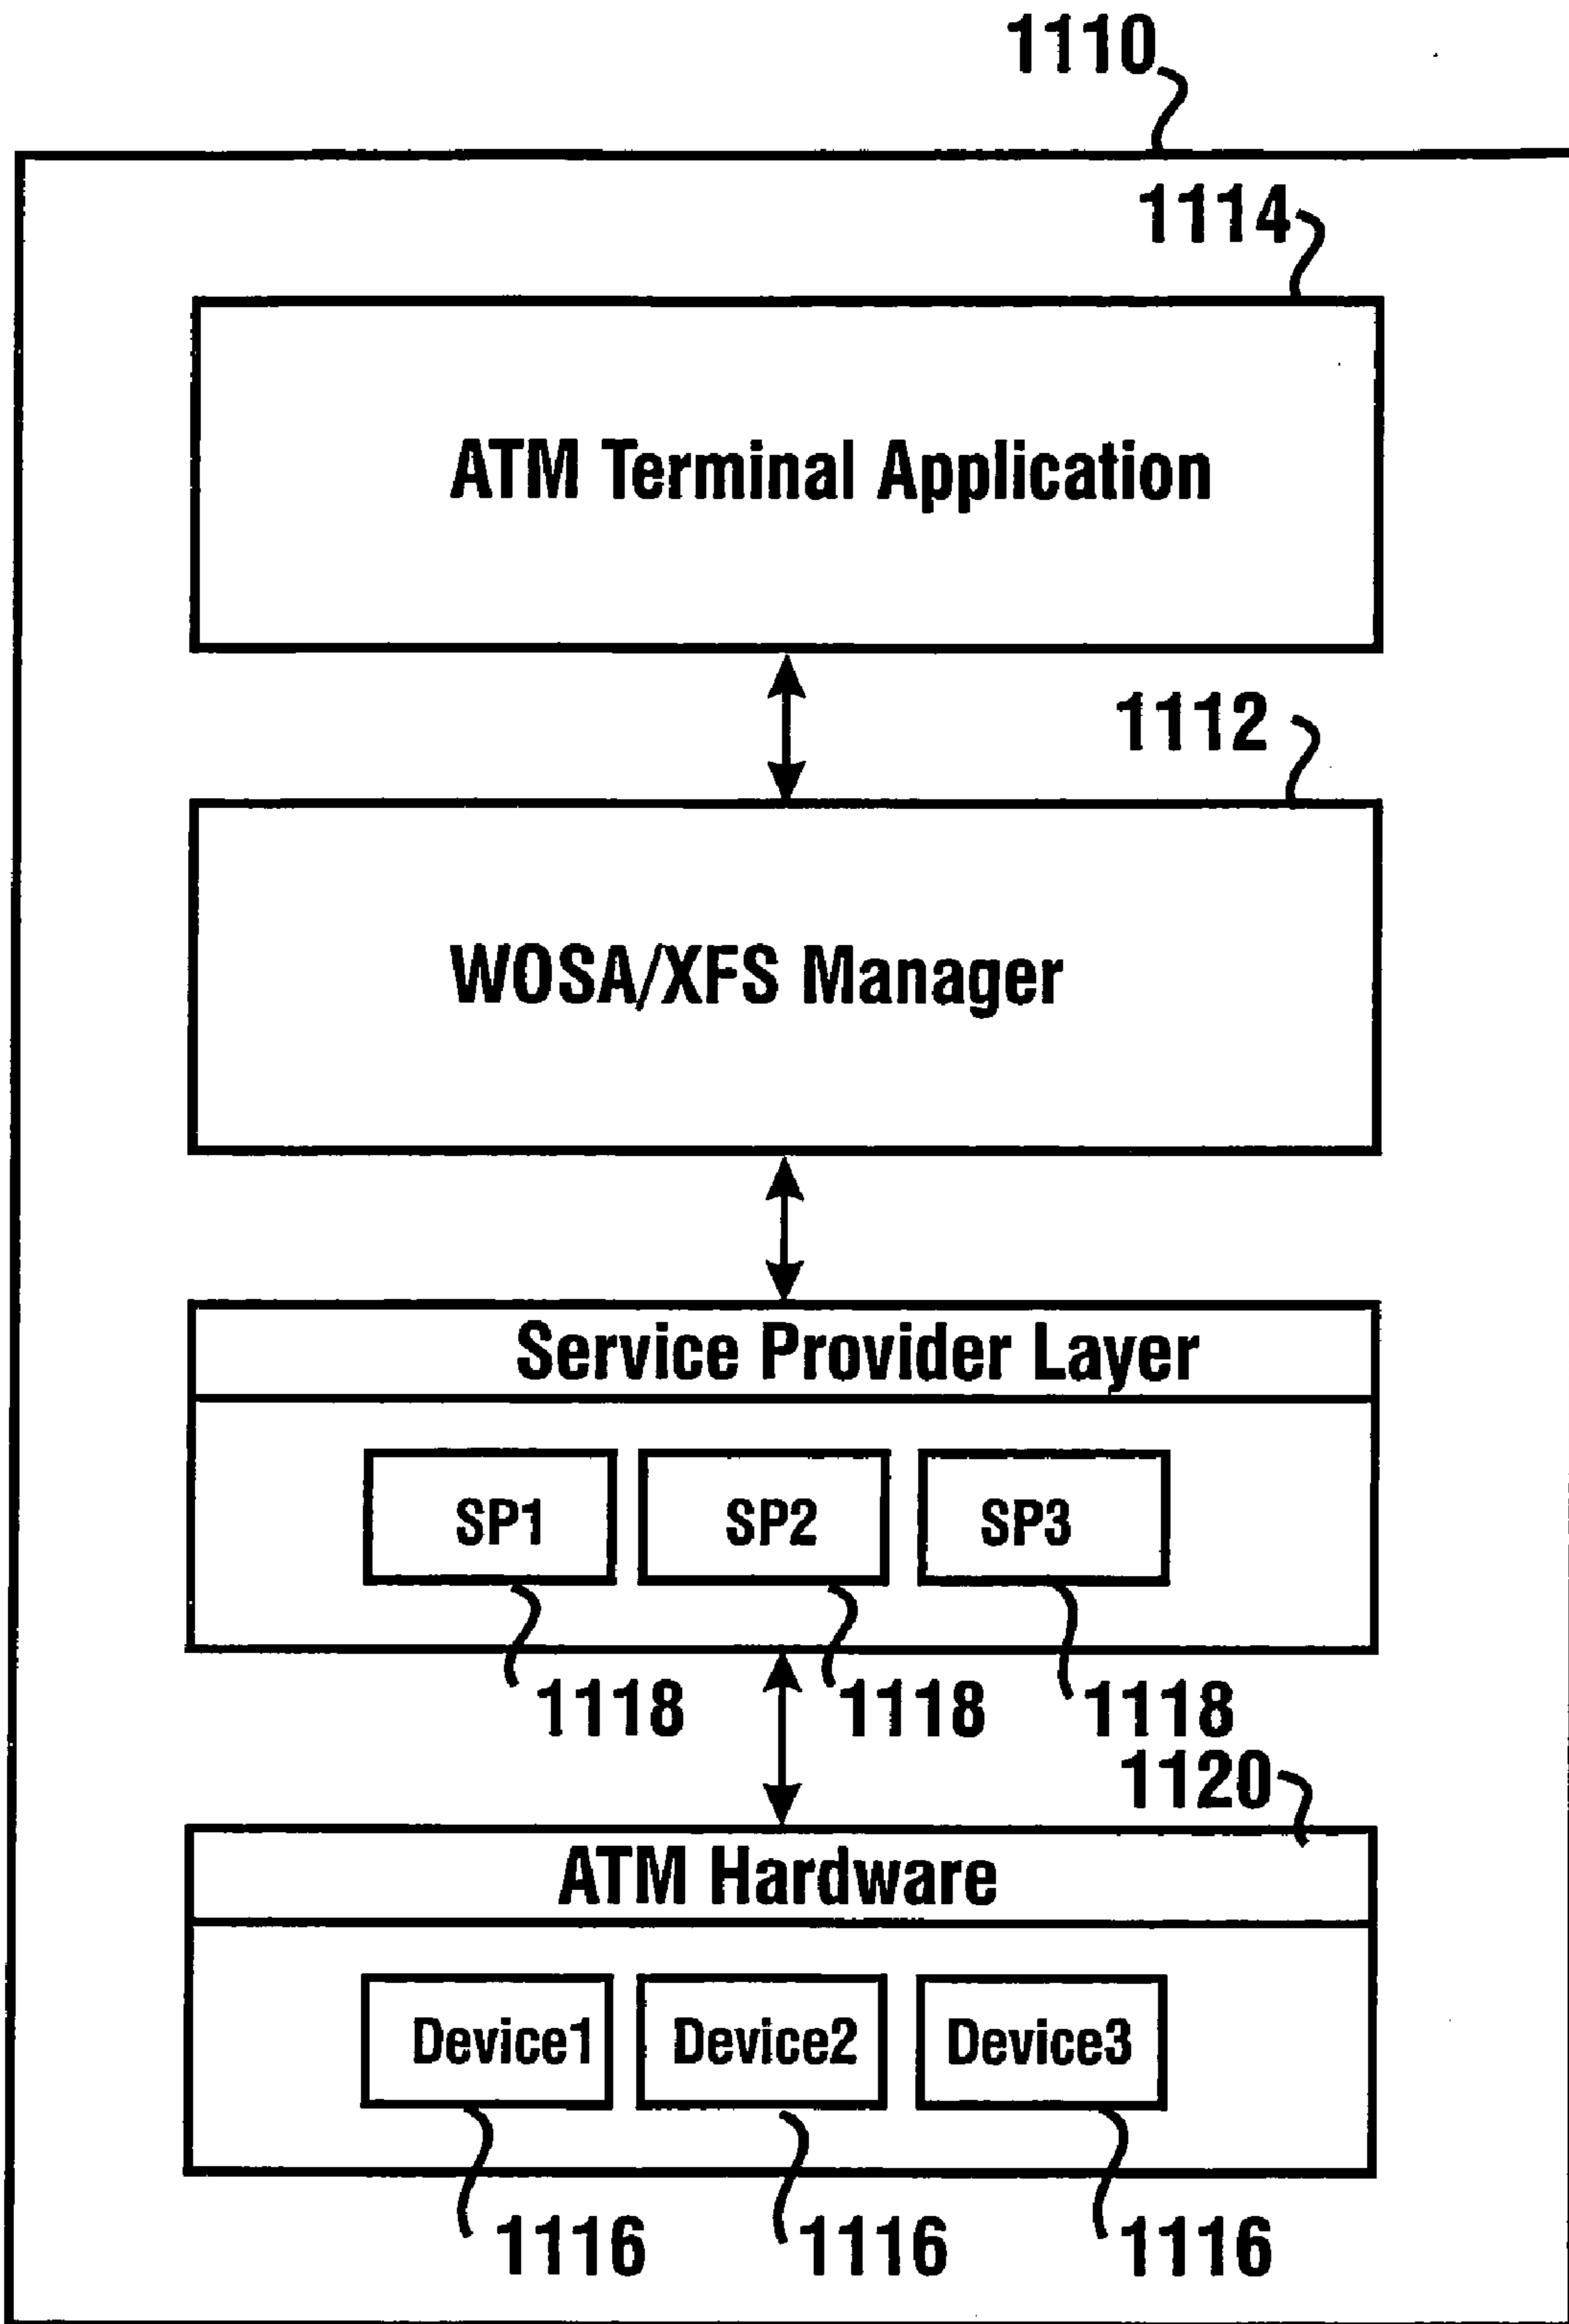 1110
1114
ATM Terminal Application
1112
WOSA/XFS Manager
Service Provider Layer
SP1 SP2 SP3
1118 1118 1118
1120
ATM Hardware
Device1 Device2 Device3
1116 1116 1116